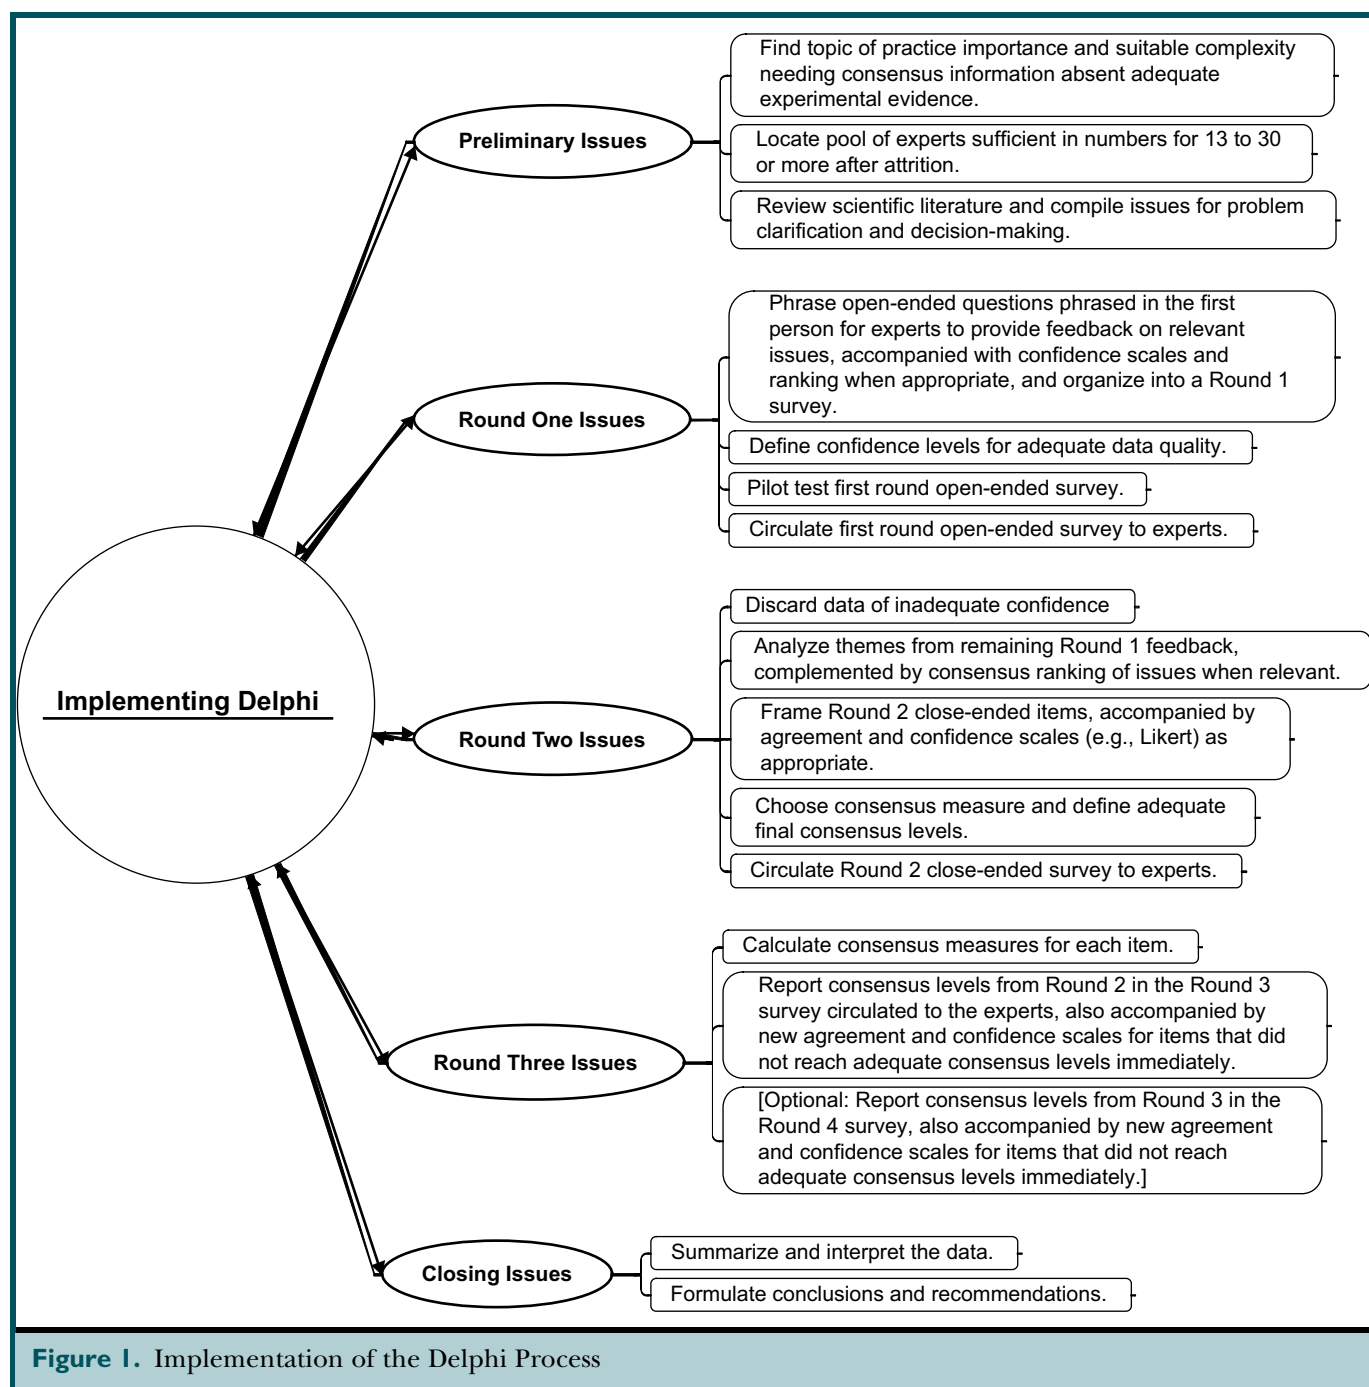 Find topic of practice importance and suitable complexity
needing consensus information absent adequate
experimental evidence.
Preliminary Issues
Locate pool of experts sufficient in numbers for 13 to 30
or more after attrition.
Review scientific literature and compile issues for problem
clarification and decision-making.
Phrase open-ended questions phrased in the first
person for experts to provide feedback on relevant
issues, accompanied with confidence scales and
ranking when appropriate, and organize into a Round 1
survey.
Round One Issues
Define confidence levels for adequate data quality.
Pilot test first round open-ended survey.
Circulate first round open-ended survey to experts.
Discard data of inadequate confidence
Analyze themes from remaining Round 1 feedback,
complemented by consensus ranking of issues when relevant.
Implementing Delphi
Round Two Issues
Frame Round 2 close-ended items, accompanied by
agreement and confidence scales (e.g., Likert) as
appropriate.
Choose consensus measure and define adequate
final consensus levels.
Circulate Round 2 close-ended survey to experts.
Calculate consensus measures for each item.
Report consensus levels from Round 2 in the Round 3
survey circulated to the experts, also accompanied by
new agreement and confidence scales for items that did
not reach adequate consensus levels immediately.
Round Three Issues
[Optional: Report consensus levels from Round 3 in the
Round 4 survey, also accompanied by new agreement
and confidence scales for items that did not reach
adequate consensus levels immediately.]
Summarize and interpret the data.
Closing Issues
Formulate conclusions and recommendations.
Figure 1. Implementation of the Delphi Process